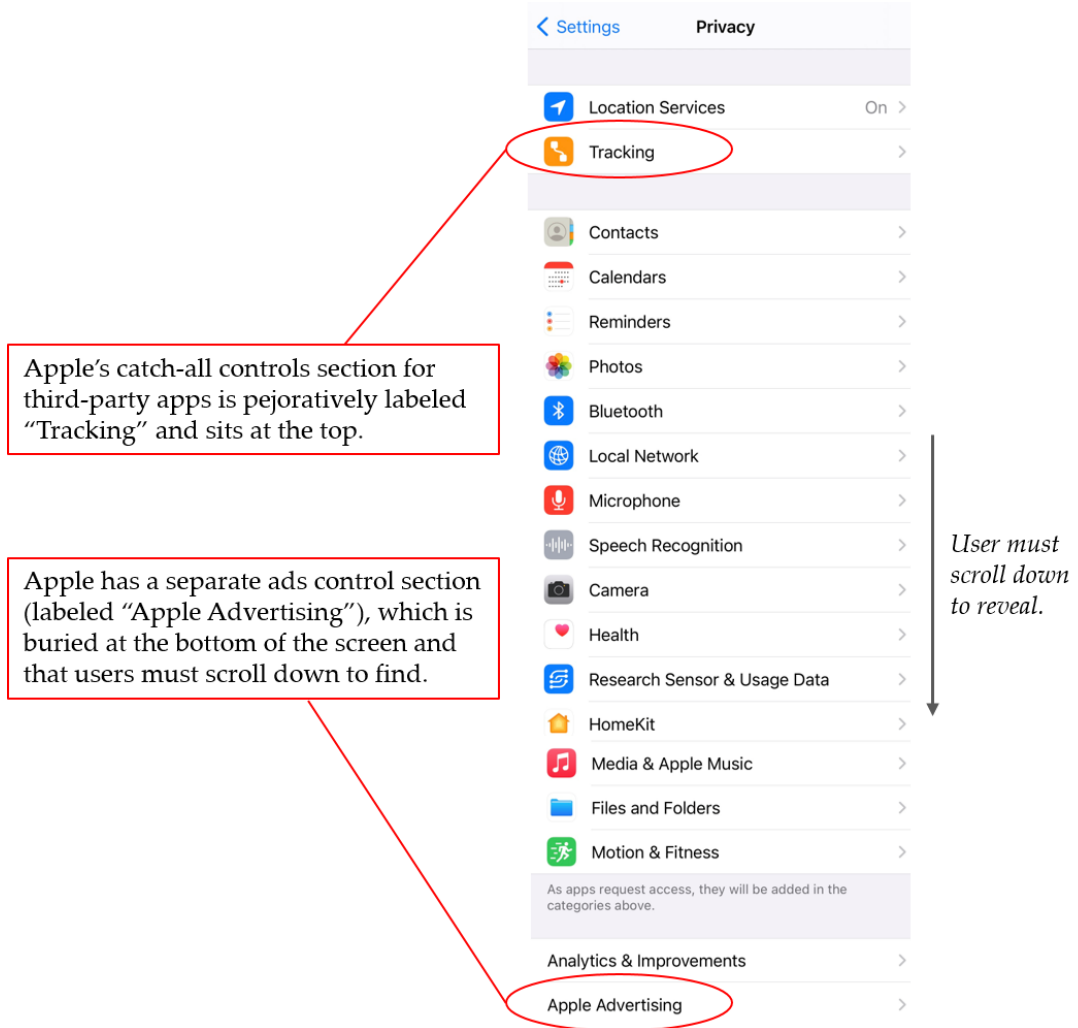 Settings
Privacy
Location Services
On
Tracking
Contacts
Calendars
Reminders
Photos
Bluetooth
Local Network
Microphone
Speech Recognition
Camera
Health
Research Sensor & Usage Data
HomeKit
Media & Apple Music
Files and Folders
Motion & Fitness
As apps request access, they will be added in the
categories above.
Analytics & Improvements
Apple Advertising
Apple’s catch-all controls section for
third-party apps is pejoratively labeled
“Tracking” and sits at the top.
Apple has a separate ads control section
(labeled “Apple Advertising”), which is
buried at the bottom of the screen and
that users must scroll down to find.
User must
scroll down
to reveal.